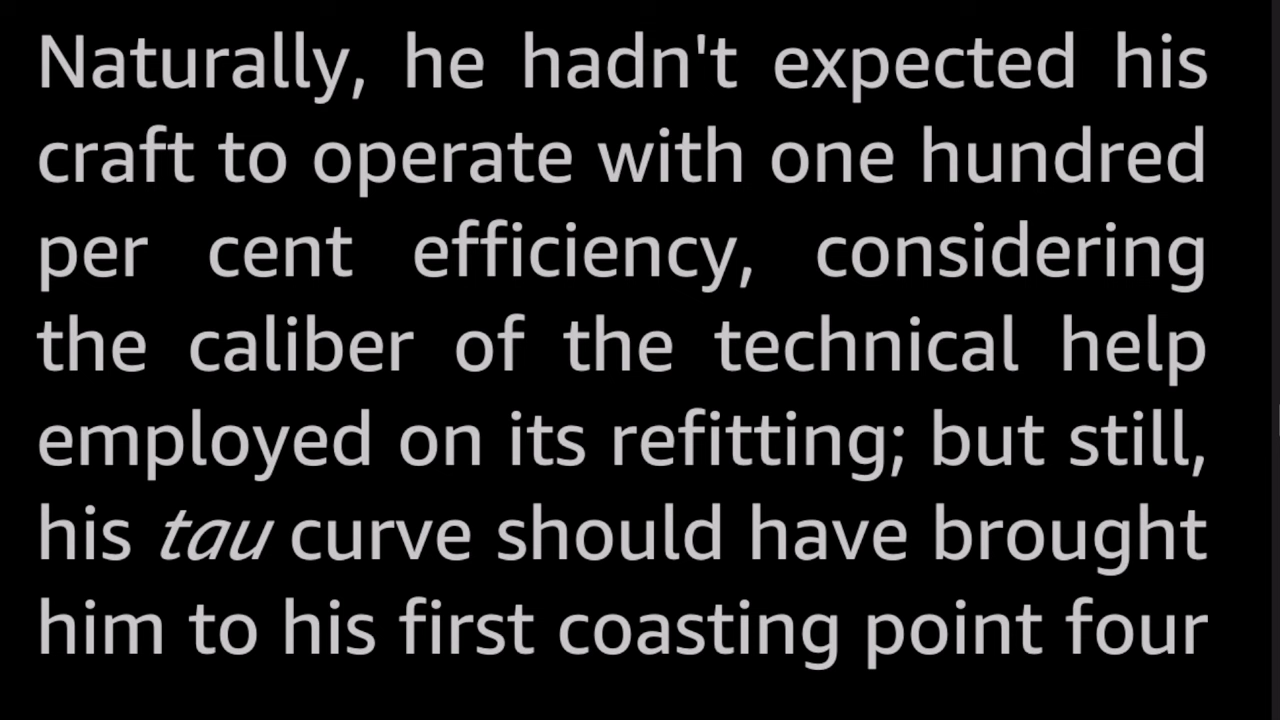 Naturally, he hadn't expected his
craft to operate with one hundred
per cent efficiency, considering
the caliber of the technical help
employed on its refitting; but still,
his tau curve should have brought
him to his first coasting point four